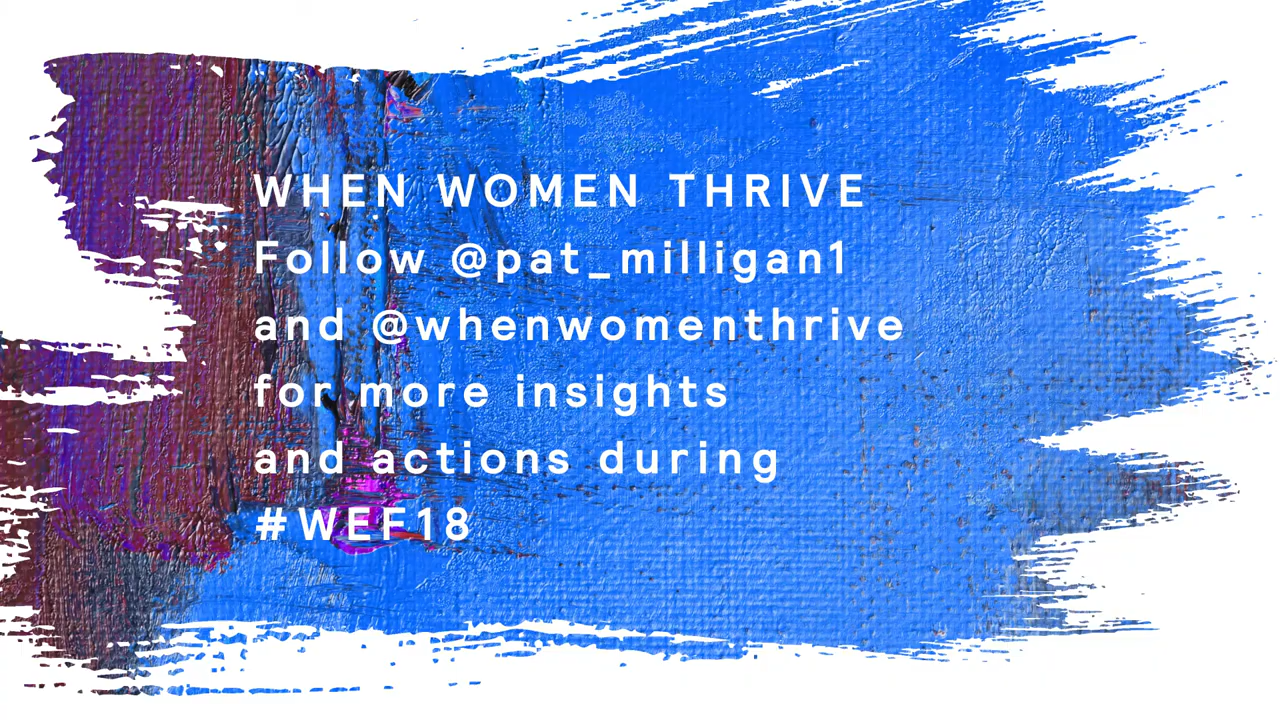 WHEN WOMEN THRIVE
Follow @pat_milligan1
and @whenwomenthrive
for more insights
and actions during
#WEF18